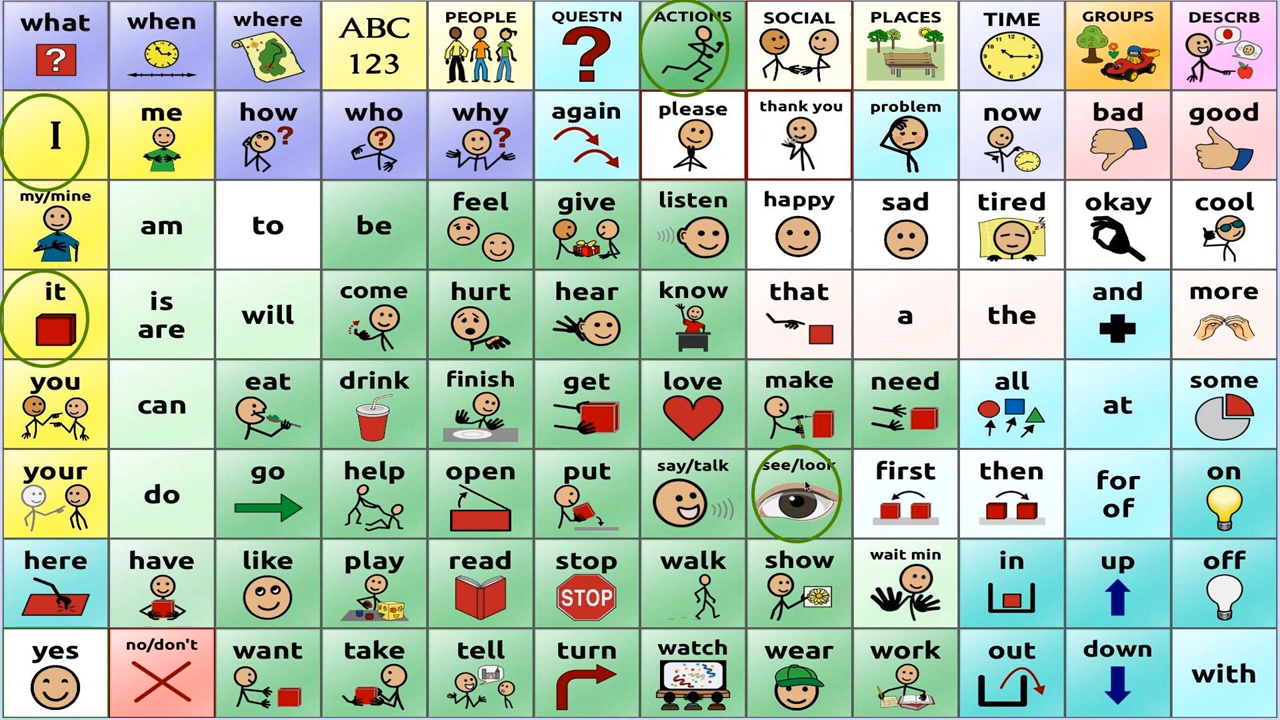 what when where ABC PEOPLE QUESTN ACTIONS SOCIAL PLACES TIME GROUPS DESCRB
123
I me how who why again please thank you problem now bad good
my/mine am to be feel give listen happy sad tired okay cool
it is will come hurt hear know that a the and more
are
you can eat drink finish get love make need all at some
your do go help open put say/talk see/look first then for on
of
here have like play read stop walk show wait min in up off
STOP
yes no/don't want take tell turn watch wear work out down with